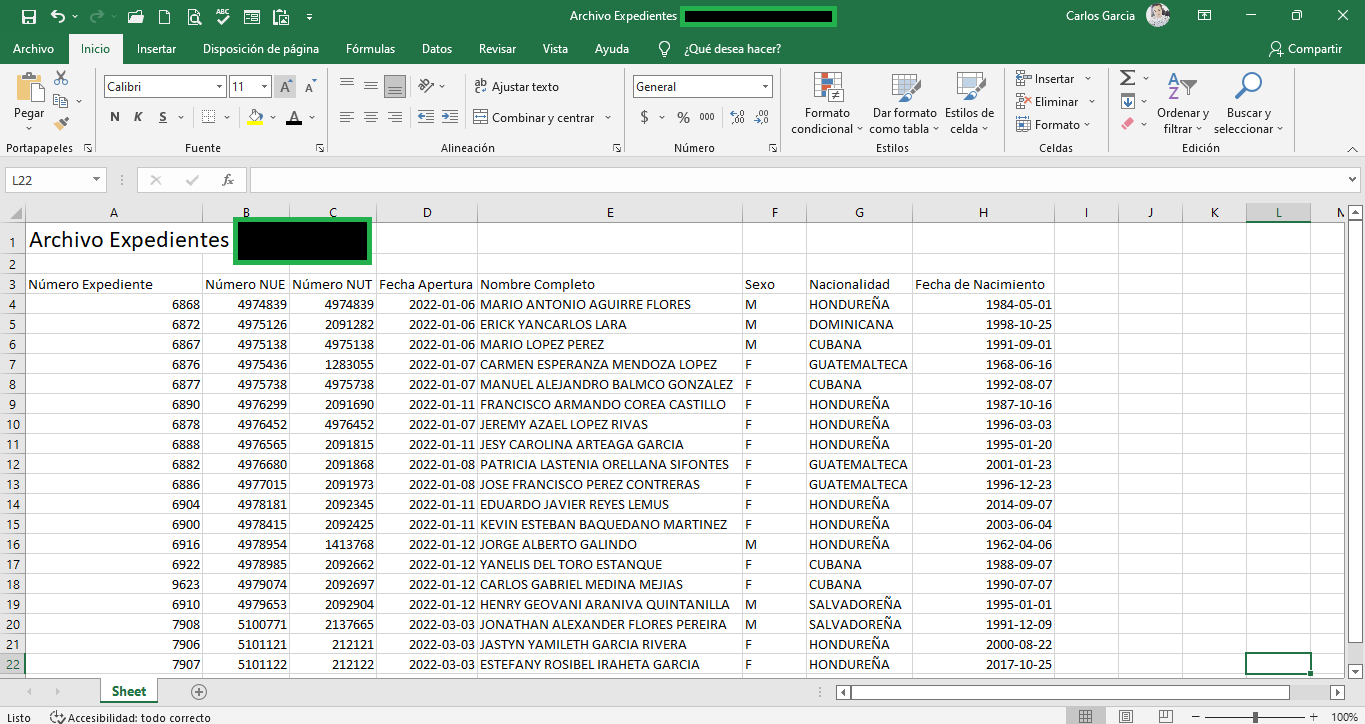 ABC
Archivo Expedientes
Carlos Garcia
Archivo Inicio Insertar Disposición de página Fórmulas Datos Revisar Vista Ayuda ¿Qué desea hacer? Compartir
Pegar
Portapapeles
Calibri 11
N K S A
Fuente
Ajustar texto
Combinar y centrar
Alineación
General
$ % 000
Número
Formato condicional
Dar formato como tabla
Estilos de celda
Estilos
Insertar
Eliminar
Formato
Celdas
Ordenar y filtrar
Buscar y seleccionar
Edición
L22 fx
A B C D E F G H I J K L M
1 Archivo Expedientes
2
3 Número Expediente Número NUE Número NUT Fecha Apertura Nombre Completo Sexo Nacionalidad Fecha de Nacimiento
4 6868 4974839 4974839 2022-01-06 MARIO ANTONIO AGUIRRE FLORES M HONDUREÑA 1984-05-01
5 6872 4975126 2091282 2022-01-06 ERICK YANCARLOS LARA M DOMINICANA 1998-10-25
6 6867 4975138 4975138 2022-01-06 MARIO LOPEZ PEREZ M CUBANA 1991-09-01
7 6876 4975436 1283055 2022-01-07 CARMEN ESPERANZA MENDOZA LOPEZ F GUATEMALTECA 1968-06-16
8 6877 4975738 4975738 2022-01-07 MANUEL ALEJANDRO BALMCO GONZALEZ F CUBANA 1992-08-07
9 6890 4976299 2091690 2022-01-11 FRANCISCO ARMANDO COREA CASTILLO F HONDUREÑA 1987-10-16
10 6878 4976452 4976452 2022-01-07 JEREMY AZAEL LOPEZ RIVAS F HONDUREÑA 1996-03-03
11 6888 4976565 2091815 2022-01-11 JESY CAROLINA ARTEAGA GARCIA F HONDUREÑA 1995-01-20
12 6882 4976680 2091868 2022-01-08 PATRICIA LASTENIA ORELLANA SIFONTES F GUATEMALTECA 2001-01-23
13 6886 4977015 2091973 2022-01-08 JOSE FRANCISCO PEREZ CONTRERAS F GUATEMALTECA 1996-12-23
14 6904 4978181 2092345 2022-01-11 EDUARDO JAVIER REYES LEMUS F HONDUREÑA 2014-09-07
15 6900 4978415 2092425 2022-01-11 KEVIN ESTEBAN BAQUEDANO MARTINEZ F HONDUREÑA 2003-06-04
16 6916 4978954 1413768 2022-01-12 JORGE ALBERTO GALINDO M HONDUREÑA 1962-04-06
17 6922 4978985 2092662 2022-01-12 YANELIS DEL TORO ESTANQUE F CUBANA 1988-09-07
18 9623 4979074 2092697 2022-01-12 CARLOS GABRIEL MEDINA MEJIAS F CUBANA 1990-07-07
19 6910 4979653 2092904 2022-01-12 HENRY GEOVANI ARANIVA QUINTANILLA M SALVADOREÑA 1995-01-01
20 7908 5100771 2137665 2022-03-03 JONATHAN ALEXANDER FLORES PEREIRA M SALVADOREÑA 1991-12-09
21 7906 5101121 212121 2022-03-03 JASTYN YAMILETH GARCIA RIVERA F HONDUREÑA 2000-08-22
22 7907 5101122 212122 2022-03-03 ESTEFANY ROSIBEL IRAHETA GARCIA F HONDUREÑA 2017-10-25
Sheet
Listo Accesibilidad: todo correcto 100%